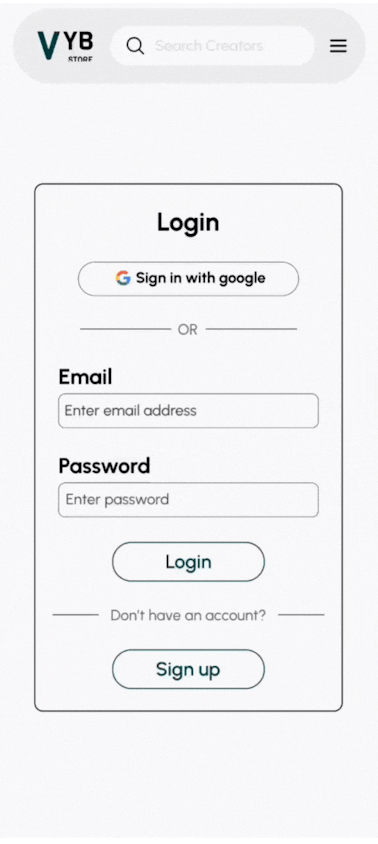 VYB
STORE
Search Creators
Login
Sign in with google
OR
Email
Enter email address
Password
Enter password
Login
Don't have an account?
Sign up